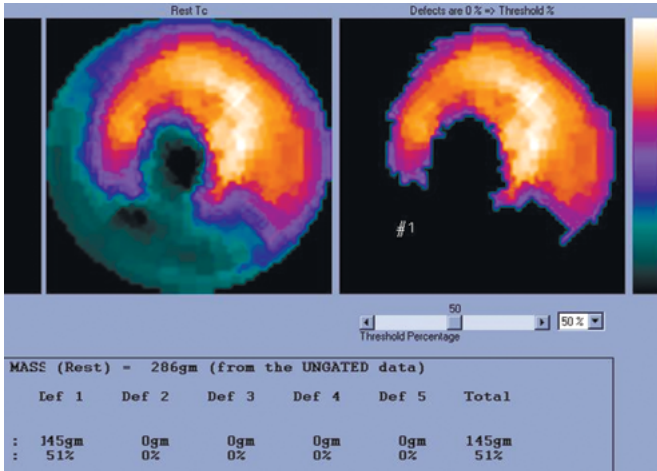 Rest Tc
Defects are 0 % => Threshold %
#1
50
50 %
Threshold Percentage
MASS (Rest) = 286gm (from the UNGATED data)
Def 1 Def 2 Def 3 Def 4 Def 5 Total
: 145gm 0gm 0gm 0gm 0gm 145gm
: 51% 0% 0% 0% 0% 51%